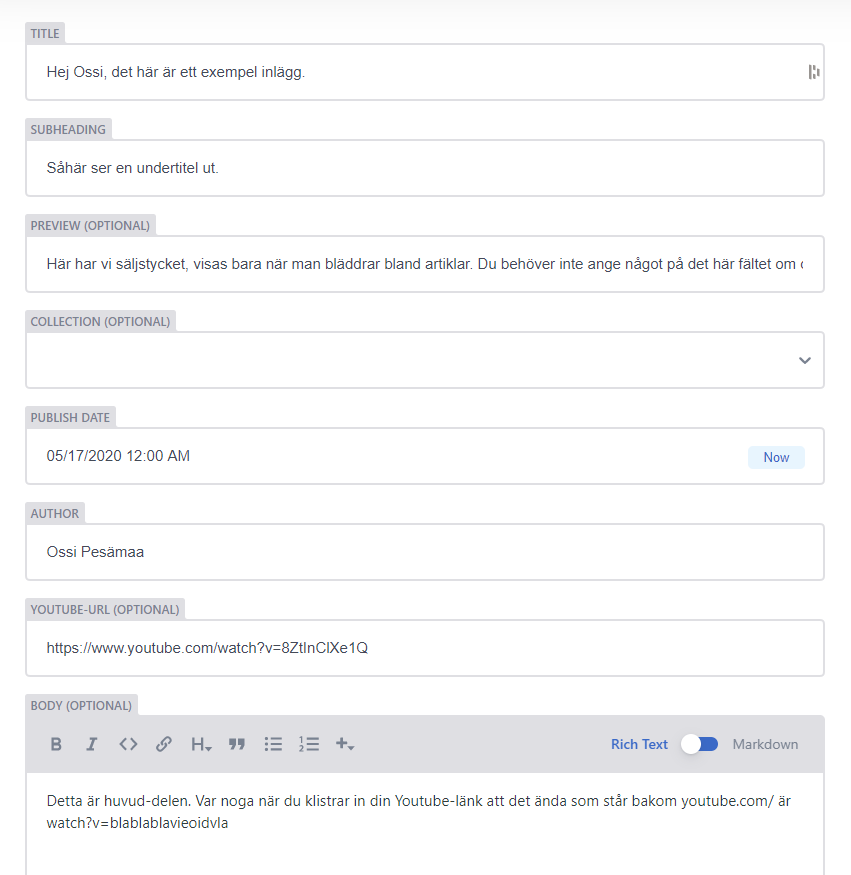 TITLE
Hej Ossi, det här är ett exempel inlägg.
SUBHEADING
Såhär ser en undertitel ut.
PREVIEW (OPTIONAL)
Här har vi säljstycket, visas bara när man bläddrar bland artiklar. Du behöver inte ange något på det här fältet om
COLLECTION (OPTIONAL)
PUBLISH DATE
05/17/2020 12:00 AM
Now
AUTHOR
Ossi Pesämaa
YOUTUBE-URL (OPTIONAL)
https://www.youtube.com/watch?v=8ZtInClXe1Q
BODY (OPTIONAL)
Rich Text Markdown
Detta är huvud-delen. Var noga när du klistrar in din Youtube-länk att det ända som står bakom youtube.com/ är
watch?v=blablablavieoidvla